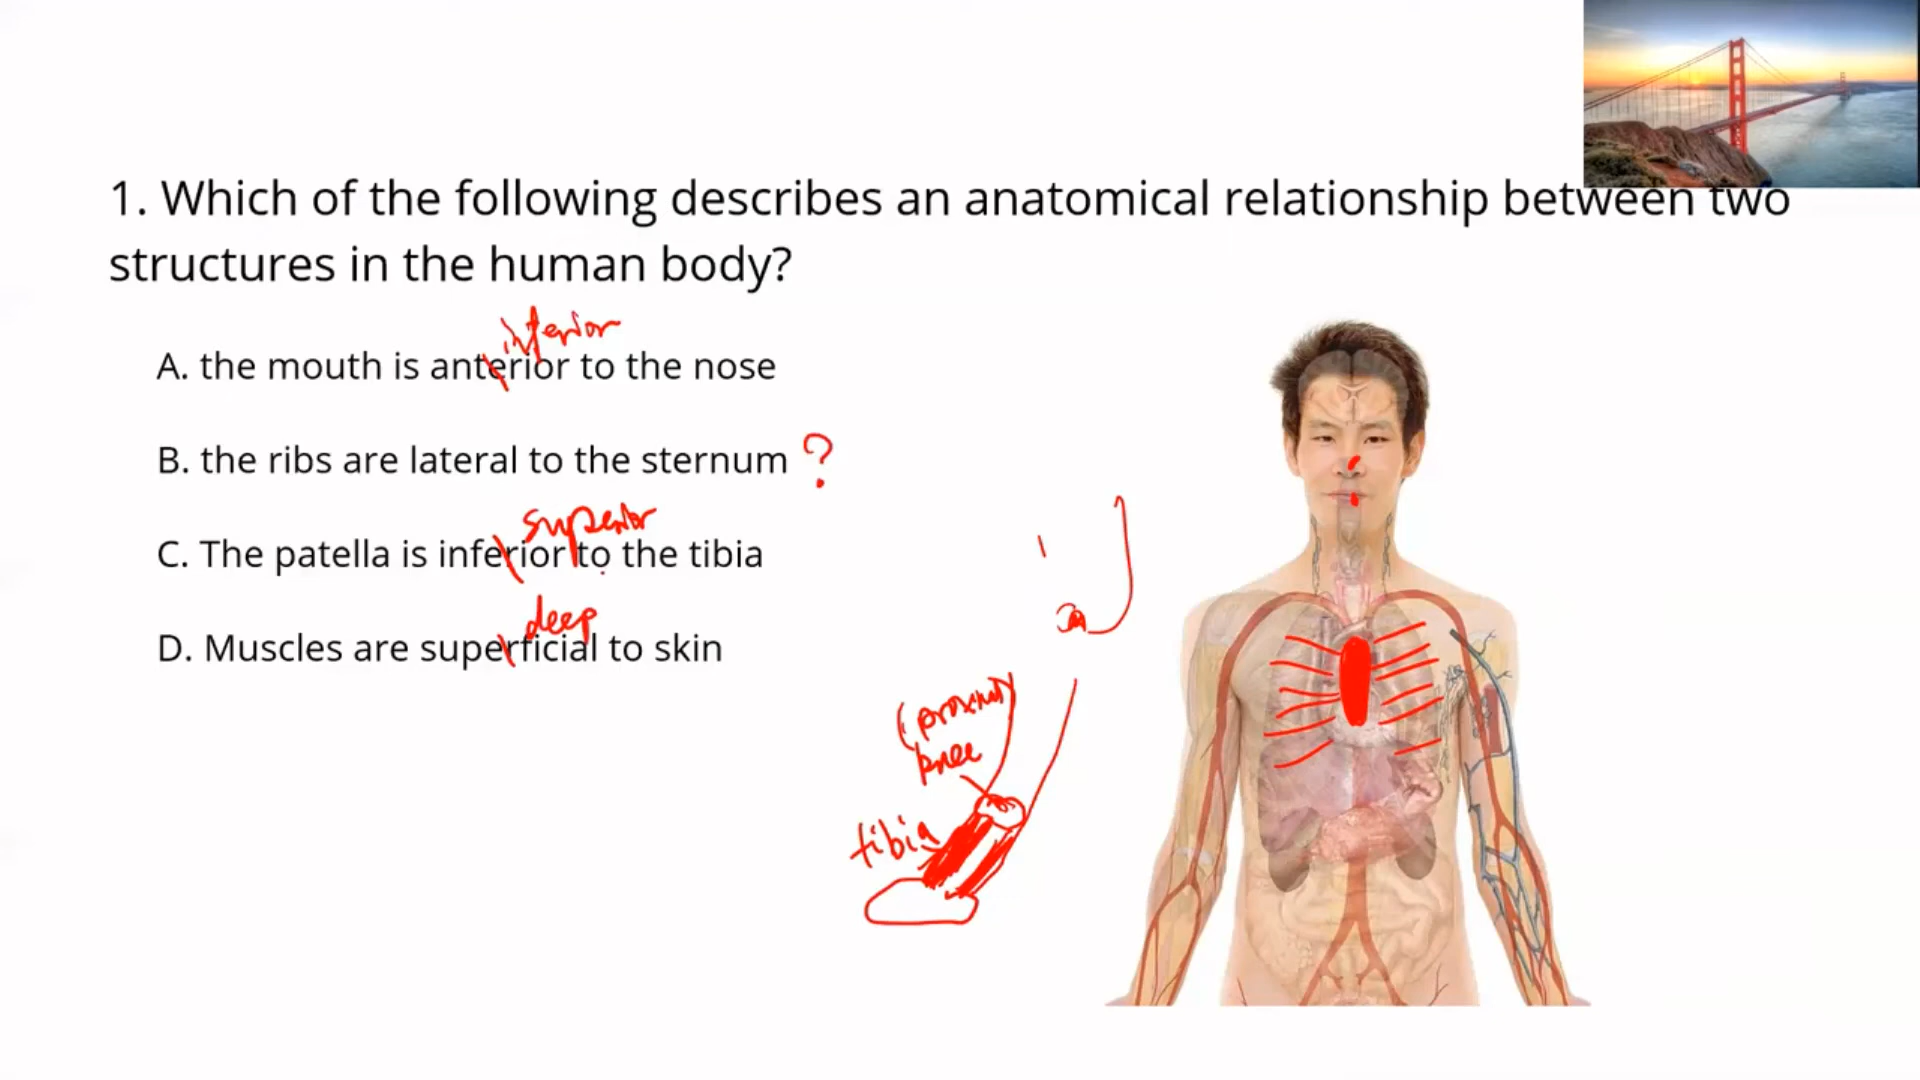 1. Which of the following describes an anatomical relationship between two
structures in the human body?
inferior
A. the mouth is anterior to the nose
B. the ribs are lateral to the sternum ?
superior
C. The patella is inferior to the tibia
deep
D. Muscles are superficial to skin
(proximal)
knee
tibia